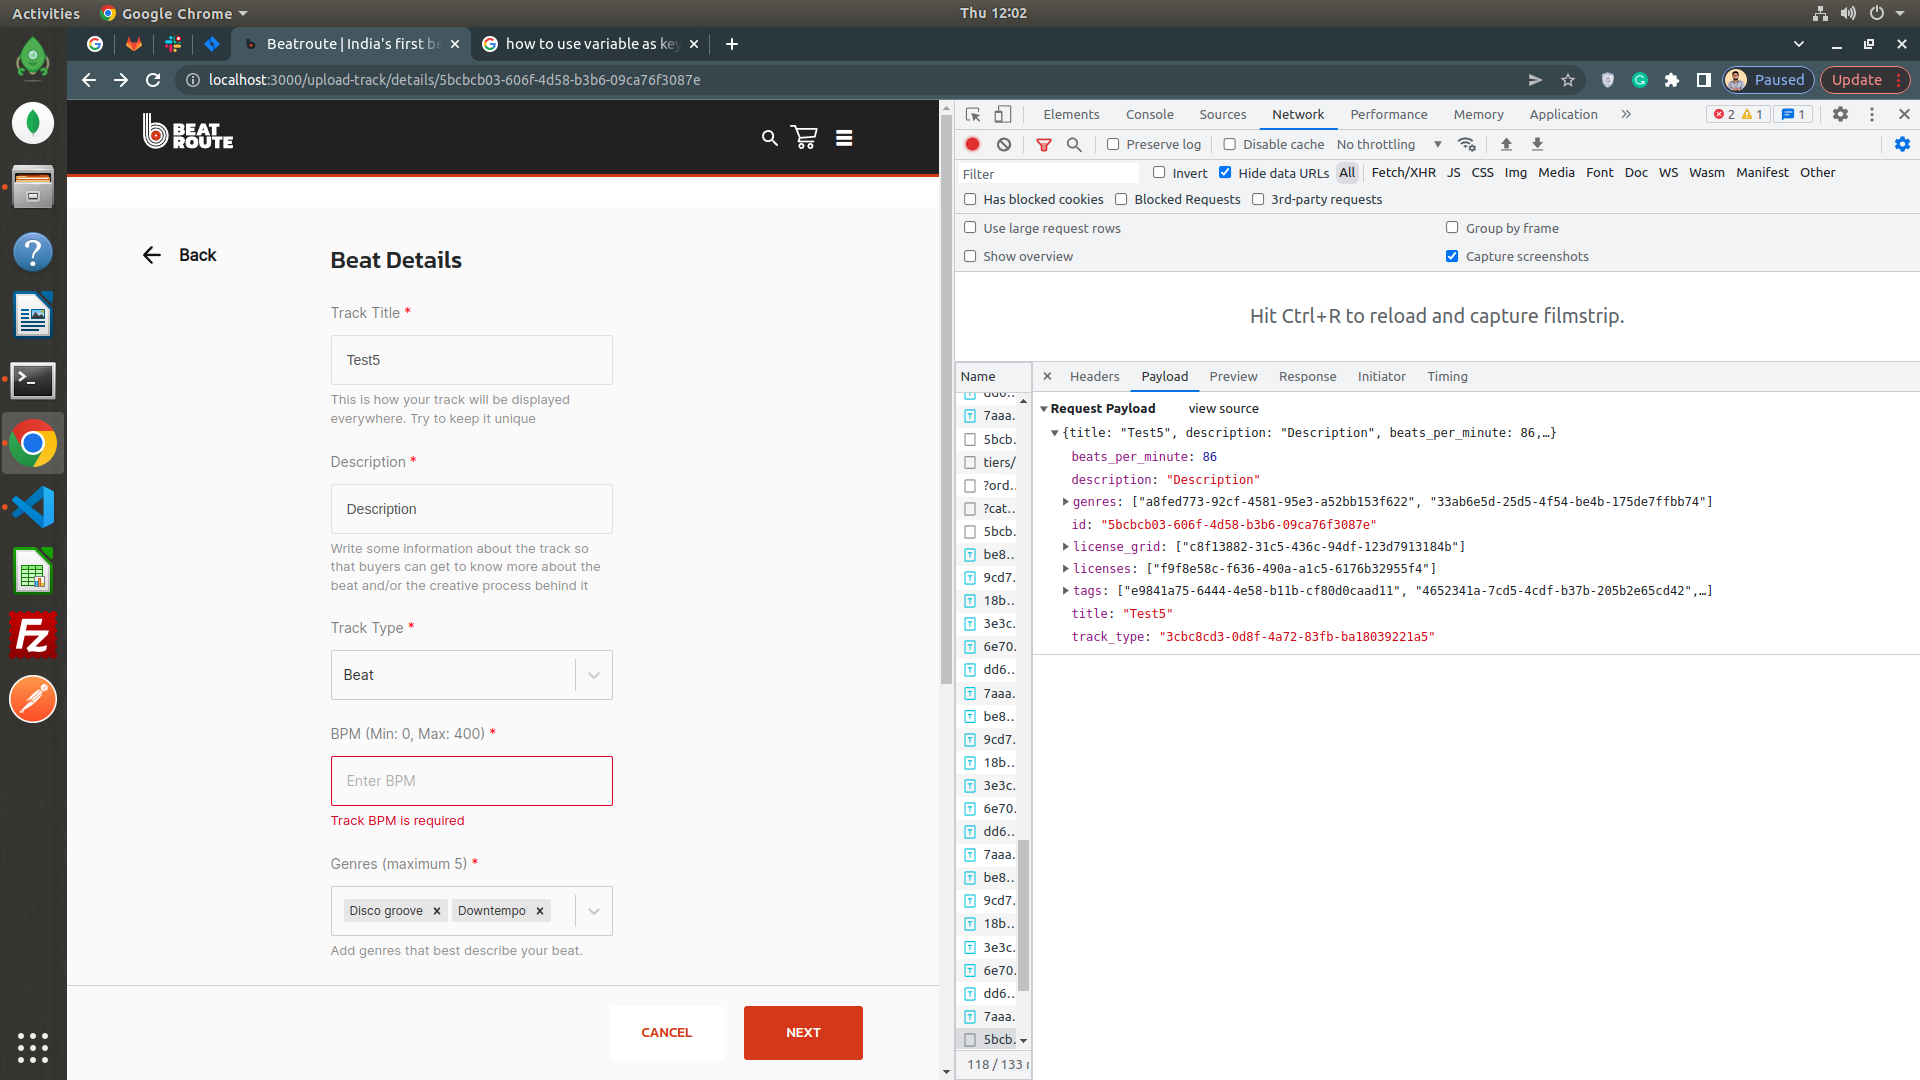 Activities
Google Chrome
Thu 12:02
Beatroute | India's first be
how to use variable as key
localhost:3000/upload-track/details/5bcbcb03-606f-4d58-b3b6-09ca76f3087e
Paused
Update
BEAT
ROUTE
Back
Beat Details
Track Title *
Test5
This is how your track will be displayed
everywhere. Try to keep it unique
Description *
Description
Write some information about the track so
that buyers can get to know more about the
beat and/or the creative process behind it
Track Type *
Beat
BPM (Min: 0, Max: 400) *
Enter BPM
Track BPM is required
Genres (maximum 5) *
Disco groove
Downtempo
Add genres that best describe your beat.
CANCEL
NEXT
Elements
Console
Sources
Network
Performance
Memory
Application
2
1
1
Preserve log
Disable cache
No throttling
Filter
Invert
Hide data URLs
All
Fetch/XHR
JS
CSS
Img
Media
Font
Doc
WS
Wasm
Manifest
Other
Has blocked cookies
Blocked Requests
3rd-party requests
Use large request rows
Group by frame
Show overview
Capture screenshots
Hit Ctrl+R to reload and capture filmstrip.
Name
dd6...
7aaa.
5bcb.
tiers/
?ord..
?cat..
5bcb.
be8..
9cd7.
18b..
3e3c.
6e70.
dd6..
7aaa.
be8..
9cd7.
18b..
3e3c.
6e70.
dd6..
7aaa.
be8..
9cd7.
18b..
3e3c.
6e70.
dd6..
7aaa.
5bcb.
118 / 133 r
Headers
Payload
Preview
Response
Initiator
Timing
Request Payload
view source
{title: "Test5", description: "Description", beats_per_minute: 86,…}
beats_per_minute: 86
description: "Description"
genres: ["a8fed773-92cf-4581-95e3-a52bb153f622", "33ab6e5d-25d5-4f54-be4b-175de7ffbb74"]
id: "5bcbcb03-606f-4d58-b3b6-09ca76f3087e"
license_grid: ["c8f13882-31c5-436c-94df-123d7913184b"]
licenses: ["f9f8e58c-f636-490a-a1c5-6176b32955f4"]
tags: ["e9841a75-6444-4e58-b11b-cf80d0caad11", "4652341a-7cd5-4cdf-b37b-205b2e65cd42",…]
title: "Test5"
track_type: "3cbc8cd3-0d8f-4a72-83fb-ba18039221a5"